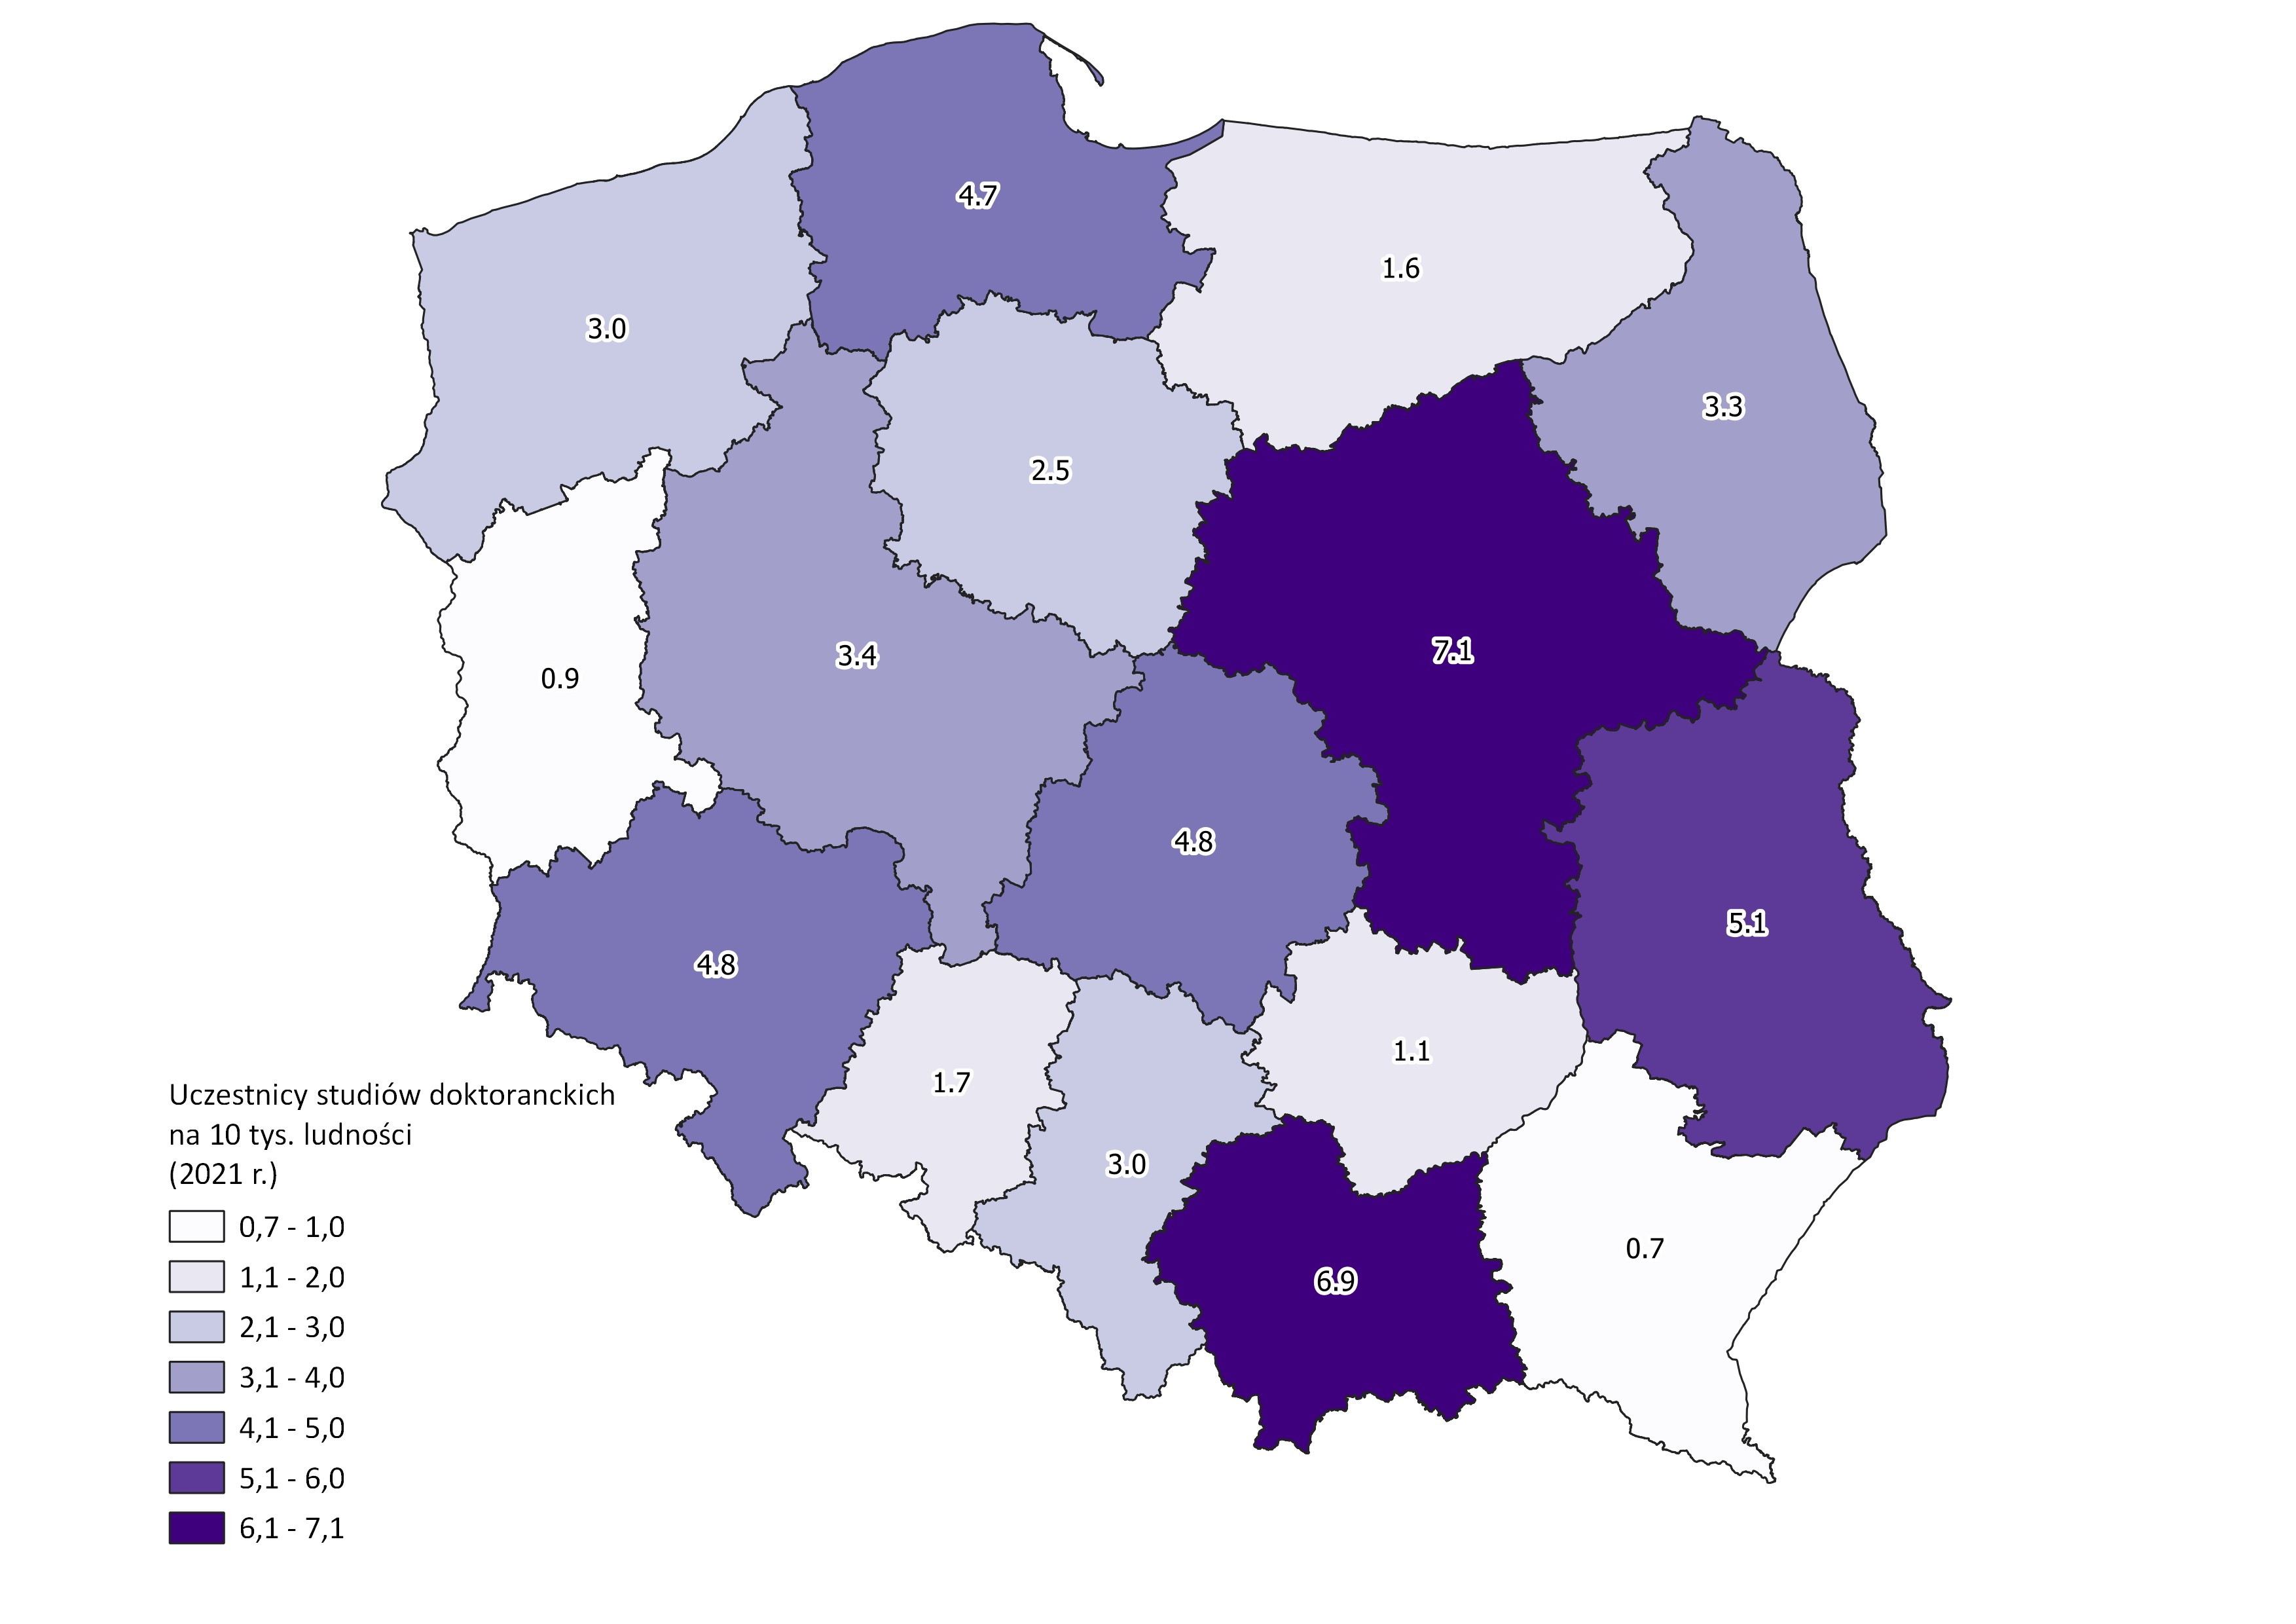 4.7
1.6
3.0
3.3
2.5
7.1
3.4
0.9
4.8
5.1
4.8
1.1
1.7
3.0
0.7
6.9
Uczestnicy studiów doktoranckich
na 10 tys. ludności
(2021 r.)
0,7 - 1,0
1,1 - 2,0
2,1 - 3,0
3,1 - 4,0
4,1 - 5,0
5,1 - 6,0
6,1 - 7,1